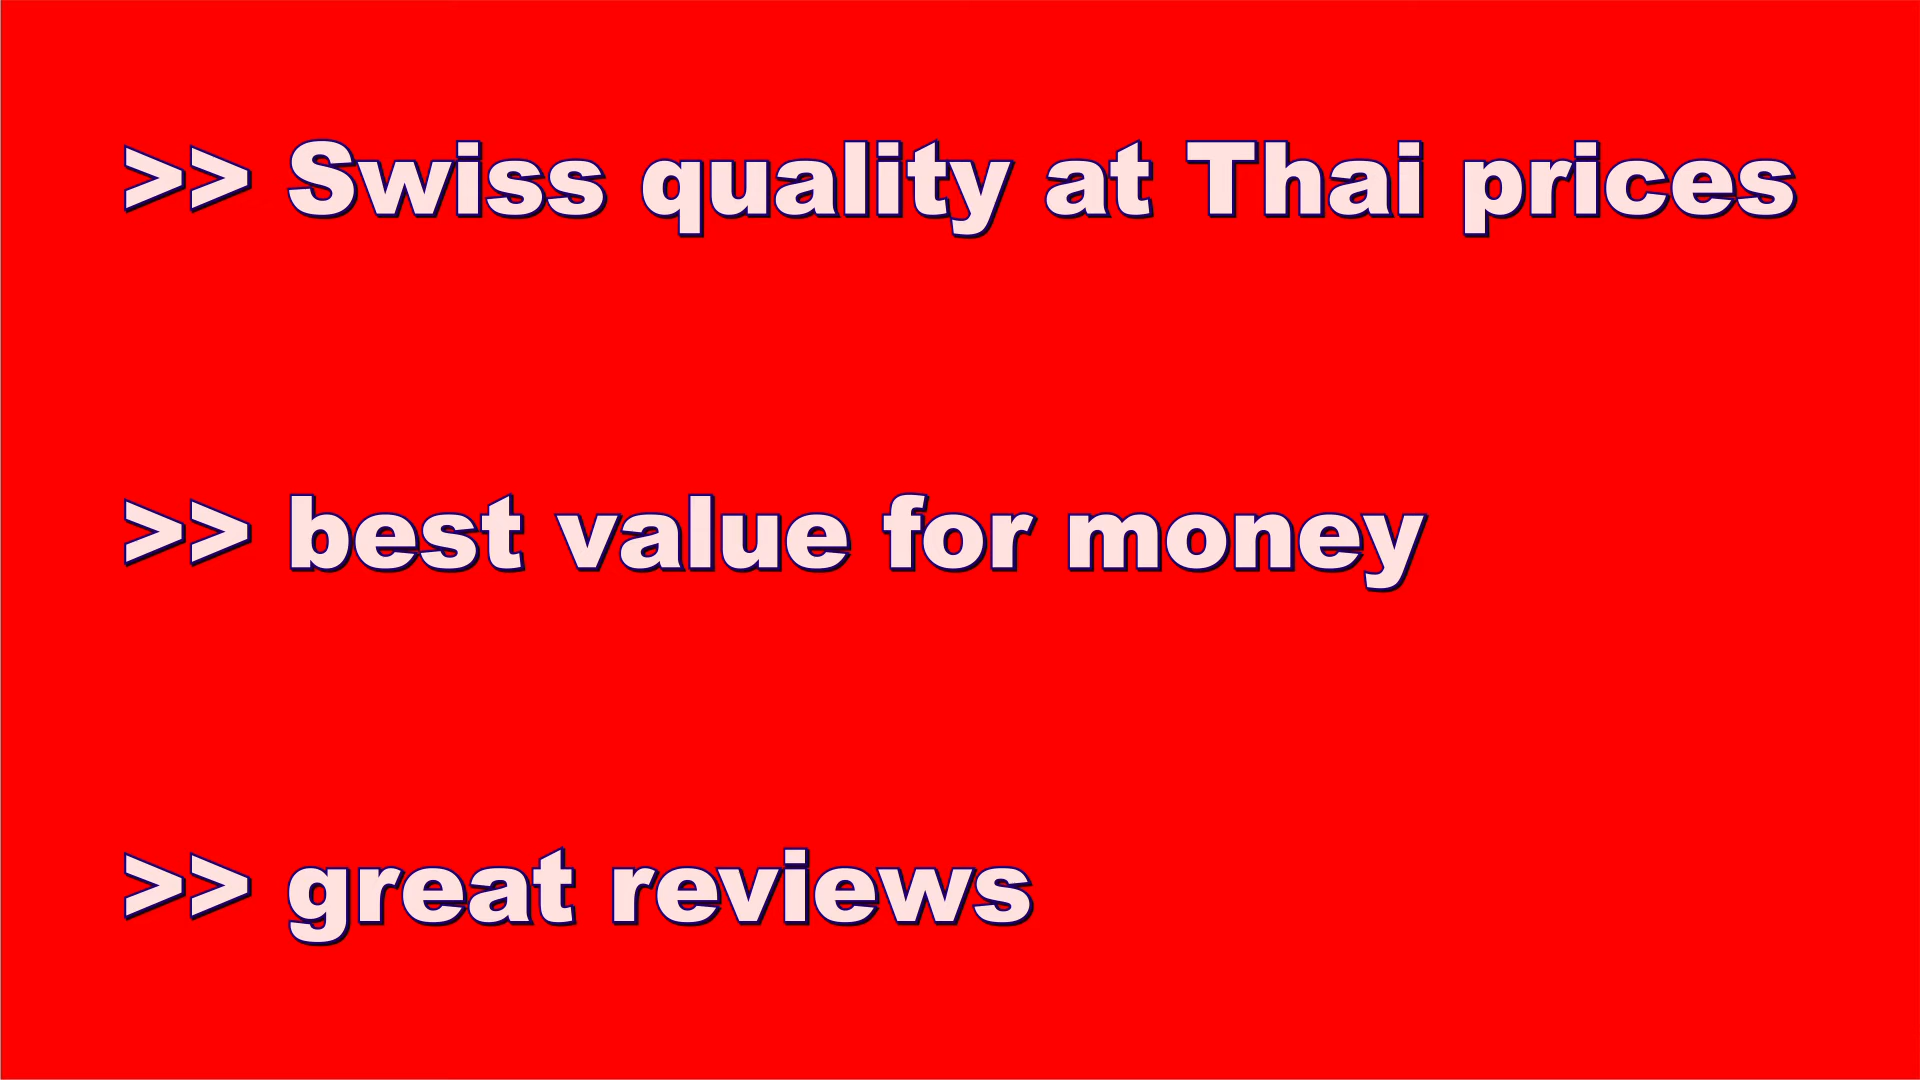 >> Swiss quality at Thai prices
>> best value for money
>> great reviews